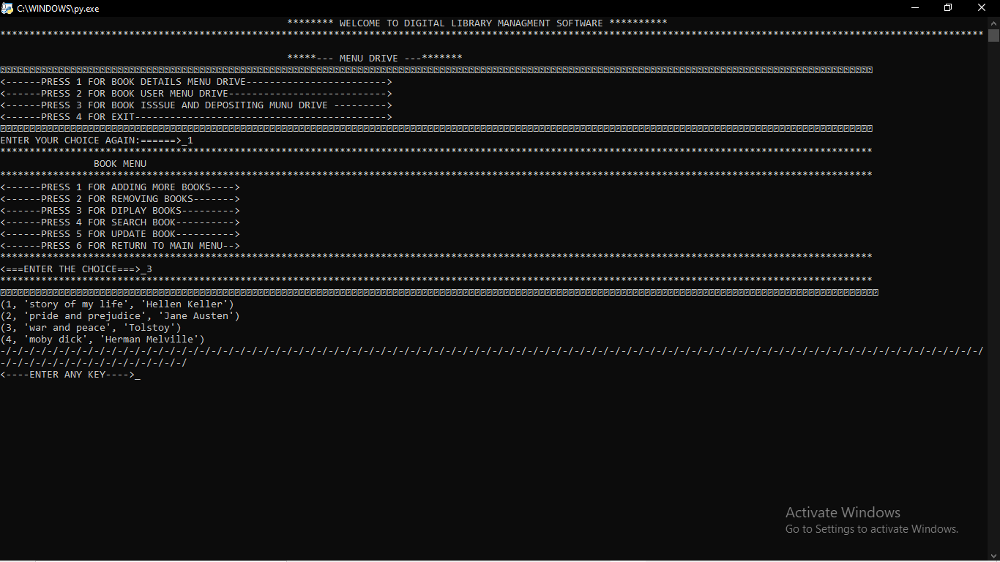 C:\WINDOWS\py.exe
******** WELCOME TO DIGITAL LIBRARY MANAGMENT SOFTWARE **********
*****--- MENU DRIVE ---*******
<------PRESS 1 FOR BOOK DETAILS MENU DRIVE------------------------>
<------PRESS 2 FOR BOOK USER MENU DRIVE--------------------------->
<------PRESS 3 FOR BOOK ISSSUE AND DEPOSITING MUNU DRIVE --------->
<------PRESS 4 FOR EXIT------------------------------------------->
ENTER YOUR CHOICE AGAIN:======>_1
BOOK MENU
<------PRESS 1 FOR ADDING MORE BOOKS---->
<------PRESS 2 FOR REMOVING BOOKS------->
<------PRESS 3 FOR DIPLAY BOOKS--------->
<------PRESS 4 FOR SEARCH BOOK---------->
<------PRESS 5 FOR UPDATE BOOK---------->
<------PRESS 6 FOR RETURN TO MAIN MENU-->
<===ENTER THE CHOICE===>_3
(1, 'story of my life', 'Hellen Keller')
(2, 'pride and prejudice', 'Jane Austen')
(3, 'war and peace', 'Tolstoy')
(4, 'moby dick', 'Herman Melville')
<----ENTER ANY KEY---->_
Activate Windows
Go to Settings to activate Windows.